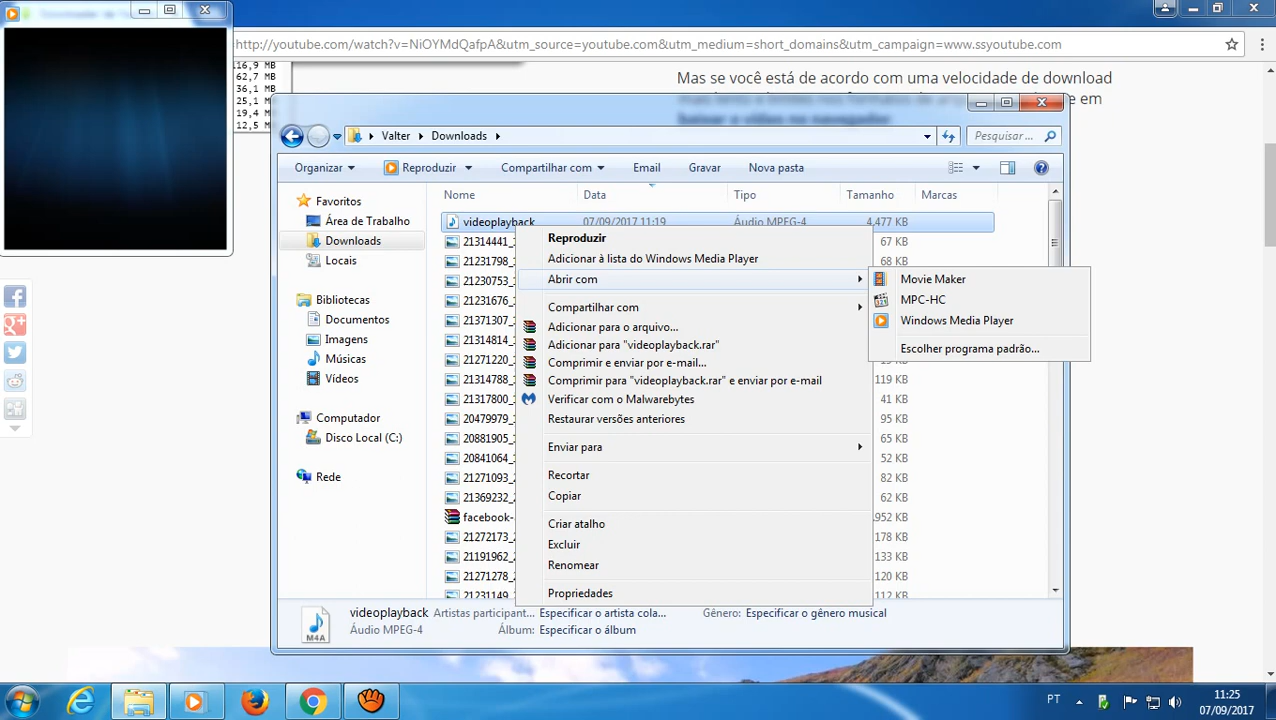 http://youtube.com/watch?v=NiOYMdQafpA&utm_source=youtube.com&utm_medium=short_domains&utm_campaign=www.ssyoutube.com
116,9 MB
62,7 MB
36,1 MB
25,1 MB
19,4 MB
12,5 MB
Mas se você está de acordo com uma velocidade de download
e em
baixar o vídeo no navegador
Valter Downloads
Pesquisar...
Organizar Reproduzir Compartilhar com Email Gravar Nova pasta
Nome Data Tipo Tamanho Marcas
Favoritos
Área de Trabalho
Downloads
Locais
Bibliotecas
Documentos
Imagens
Músicas
Vídeos
Computador
Disco Local (C:)
Rede
videoplayback 07/09/2017 11:19 Áudio MPEG-4 4.477 KB
21314441_ 67 KB
21231798_ 68 KB
21230753_
21231676_
21371307_
21314814_
21271220_
21314788_ 119 KB
21317800_ 41 KB
20479979_ 95 KB
20881905_ 65 KB
20841064_ 52 KB
21271093_ 82 KB
21369232_ 62 KB
facebook- .952 KB
21272173_ 178 KB
21191962_ 133 KB
21271278_ 120 KB
21231149_
Reproduzir
Adicionar à lista do Windows Media Player
Abrir com
Compartilhar com
Adicionar para o arquivo...
Adicionar para "videoplayback.rar"
Comprimir e enviar por e-mail...
Comprimir para "videoplayback.rar" e enviar por e-mail
Verificar com o Malwarebytes
Restaurar versões anteriores
Enviar para
Recortar
Copiar
Criar atalho
Excluir
Renomear
Propriedades
Movie Maker
MPC-HC
Windows Media Player
Escolher programa padrão...
M4A
videoplayback Artistas participant... Especificar o artista cola... Gênero: Especificar o gênero musical
Áudio MPEG-4 Álbum: Especificar o álbum
PT
11:25
07/09/2017